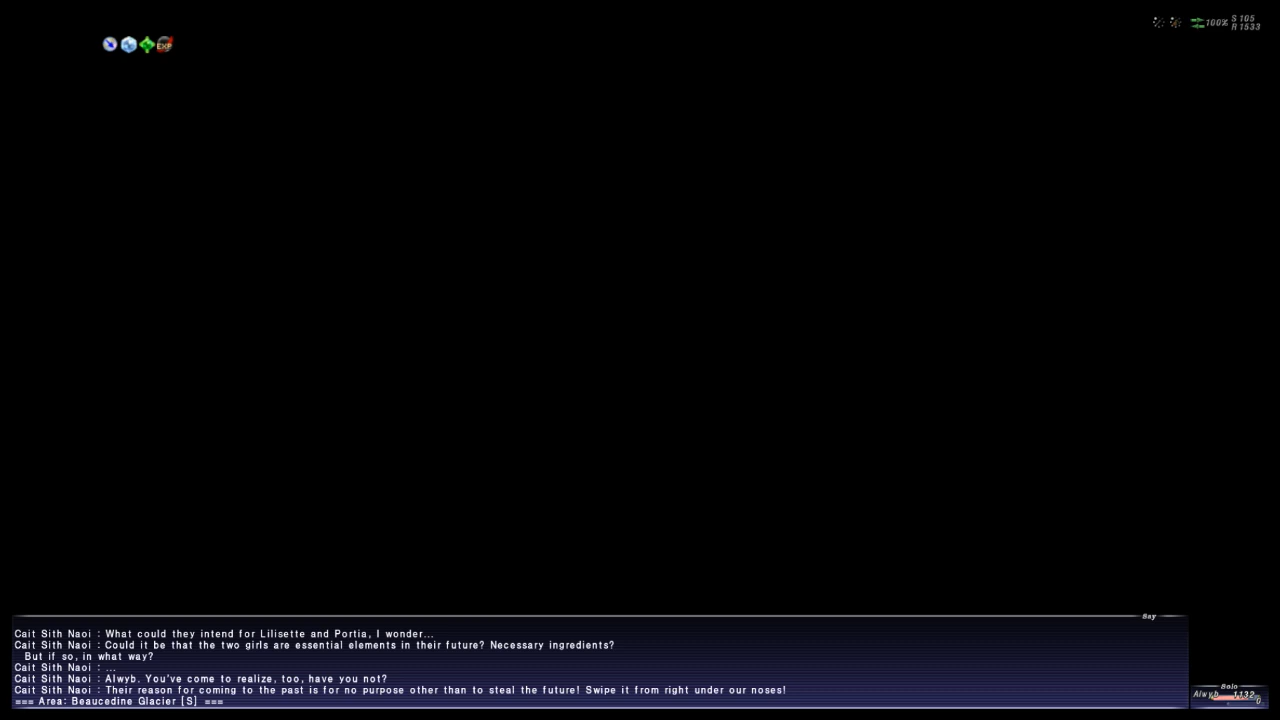 S 105
100% R 1533
EXP
Say
Cait Sith Naoi : What could they intend for Lilisette and Portia, I wonder...
Cait Sith Naoi : Could it be that the two girls are essential elements in their future? Necessary ingredients?
But if so, in what way?
Cait Sith Naoi : ...
Cait Sith Naoi : Alwyb. You've come to realize, too, have you not?
Cait Sith Naoi : Their reason for coming to the past is for no purpose other than to steal the future! Swipe it from right under our noses!
=== Area: Beaucedine Glacier [S] ===
Solo
Alwyb 1132
0